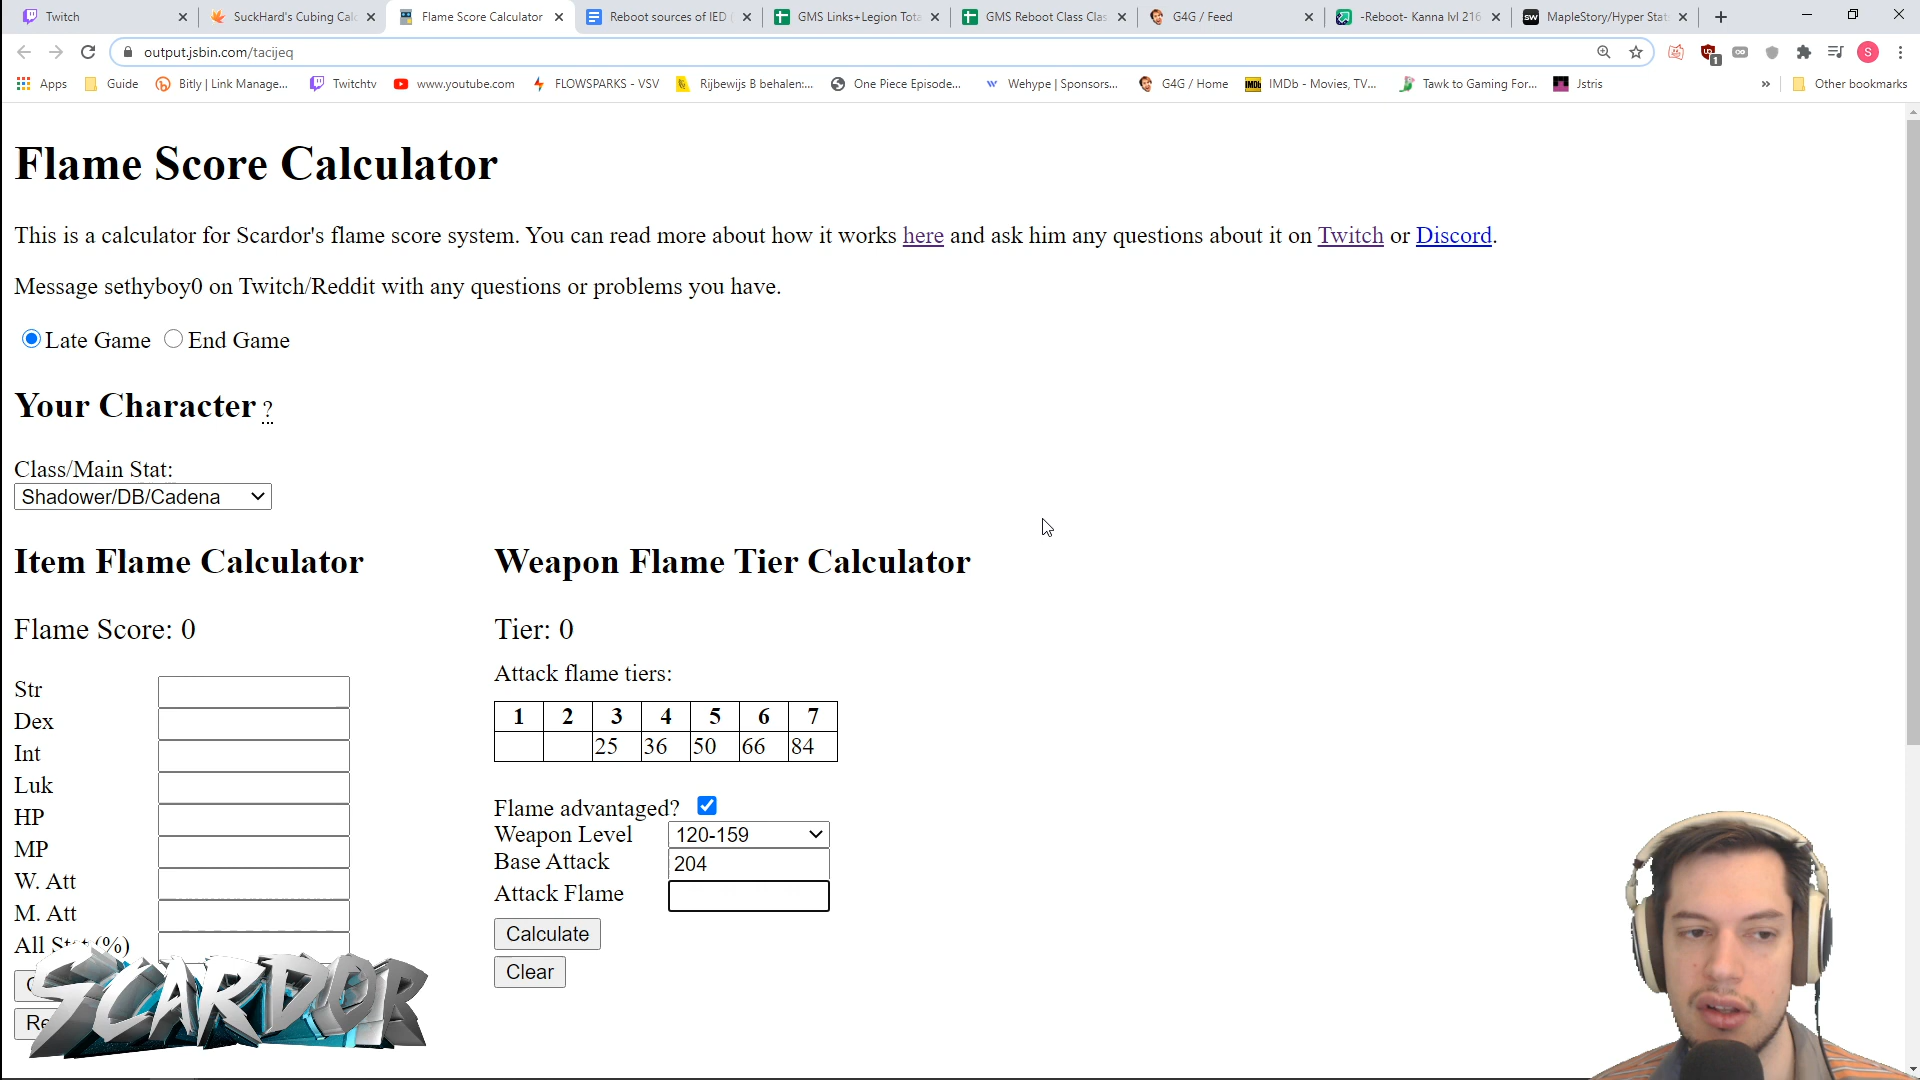 Twitch
SuckHard's Cubing Calc
Flame Score Calculator
Reboot sources of IED
GMS Links+Legion Tota
GMS Reboot Class Clas
G4G / Feed
-Reboot- Kanna lvl 216
MapleStory/Hyper Stat
output.jsbin.com/tacijeq
Apps
Guide
Bitly | Link Manage...
Twitchtv
www.youtube.com
FLOWSPARKS - VSV
Rijbewijs B behalen:...
One Piece Episode...
Wehype | Sponsors...
G4G / Home
IMDb - Movies, TV...
Tawk to Gaming For...
Jstris
»
Other bookmarks
Flame Score Calculator
This is a calculator for Scardor's flame score system. You can read more about how it works here and ask him any questions about it on Twitch or Discord.
Message sethyboy0 on Twitch/Reddit with any questions or problems you have.
Late Game End Game
Your Character ?
Class/Main Stat:
Shadower/DB/Cadena
Item Flame Calculator
Flame Score: 0
Str
Dex
Int
Luk
HP
MP
W. Att
M. Att
All Stat (%)
Weapon Flame Tier Calculator
Tier: 0
Attack flame tiers:
1 2 3 4 5 6 7
25 36 50 66 84
Flame advantaged?
Weapon Level 120-159
Base Attack 204
Attack Flame
Calculate
Clear
SCARDOR